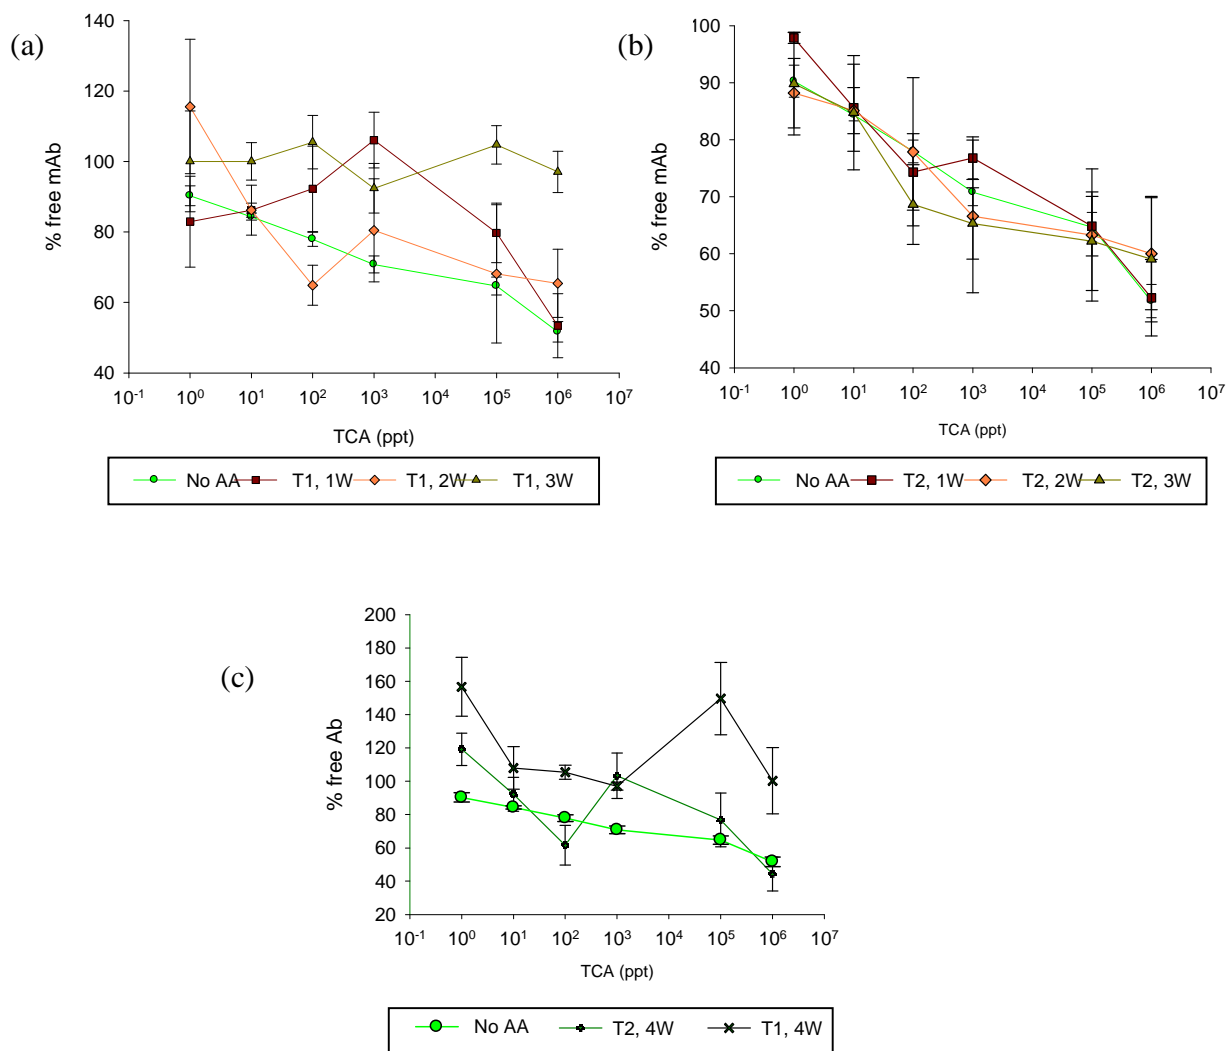 (a)
140
120
100
80
60
40
% free mAb
10⁻¹ 10⁰ 10¹ 10² 10³ 10⁴ 10⁵ 10⁶ 10⁷
TCA (ppt)
No AA T1, 1W T1, 2W T1, 3W
(b)
100
90
80
70
60
50
40
% free mAb
10⁻¹ 10⁰ 10¹ 10² 10³ 10⁴ 10⁵ 10⁶ 10⁷
TCA (ppt)
No AA T2, 1W T2, 2W T2, 3W
(c)
200
180
160
140
120
100
80
60
40
20
% free Ab
10⁻¹ 10⁰ 10¹ 10² 10³ 10⁴ 10⁵ 10⁶ 10⁷
TCA (ppt)
No AA T2, 4W T1, 4W